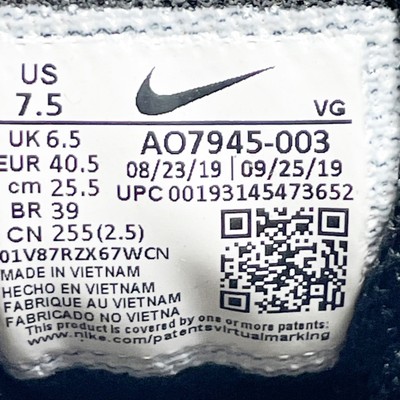 US
7.5
VG
UK 6.5
EUR 40.5
cm 25.5
BR 39
CN 255(2.5)
AO7945-003
08/23/19 | 09/25/19
UPC 00193145473652
01V87RZX67WCN
MADE IN VIETNAM
HECHO EN VIETNAM
FABRIQUE AU VIETNAM
FABRICADO NO VIETNA
This product is covered by one or more patents. See
www.nike.com/patentsvirtualmarking